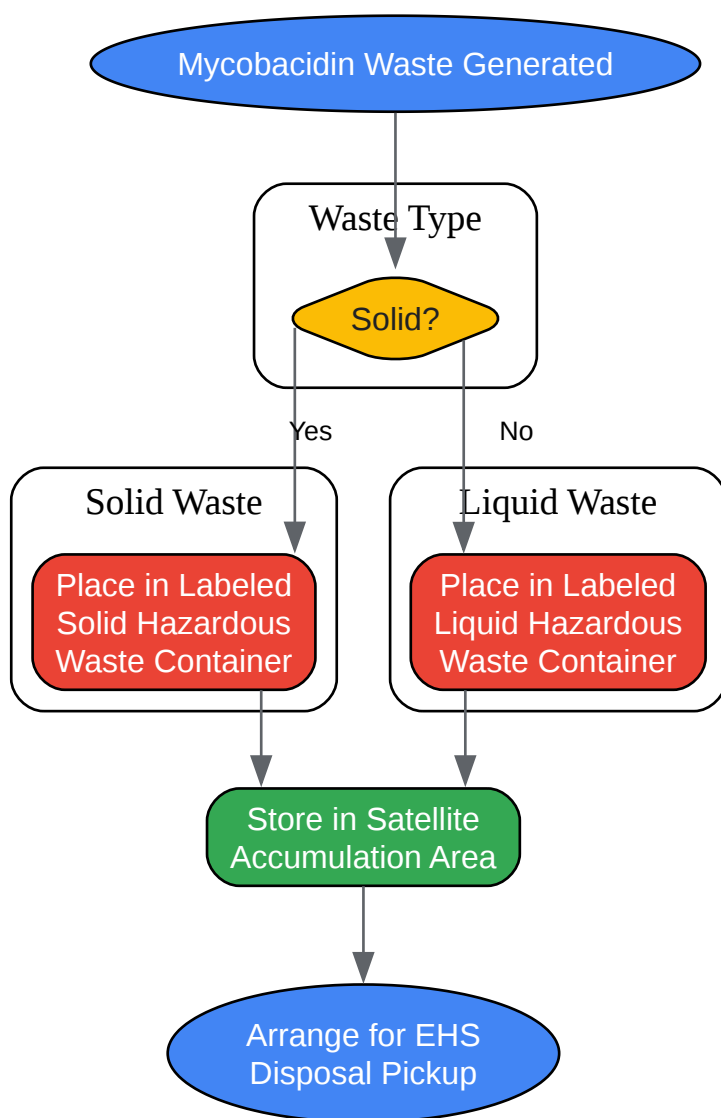 Mycobacidin Waste Generated
Waste Type
Solid?
Yes
No
Solid Waste
Liquid Waste
Place in Labeled
Solid Hazardous
Waste Container
Place in Labeled
Liquid Hazardous
Waste Container
Store in Satellite
Accumulation Area
Arrange for EHS
Disposal Pickup